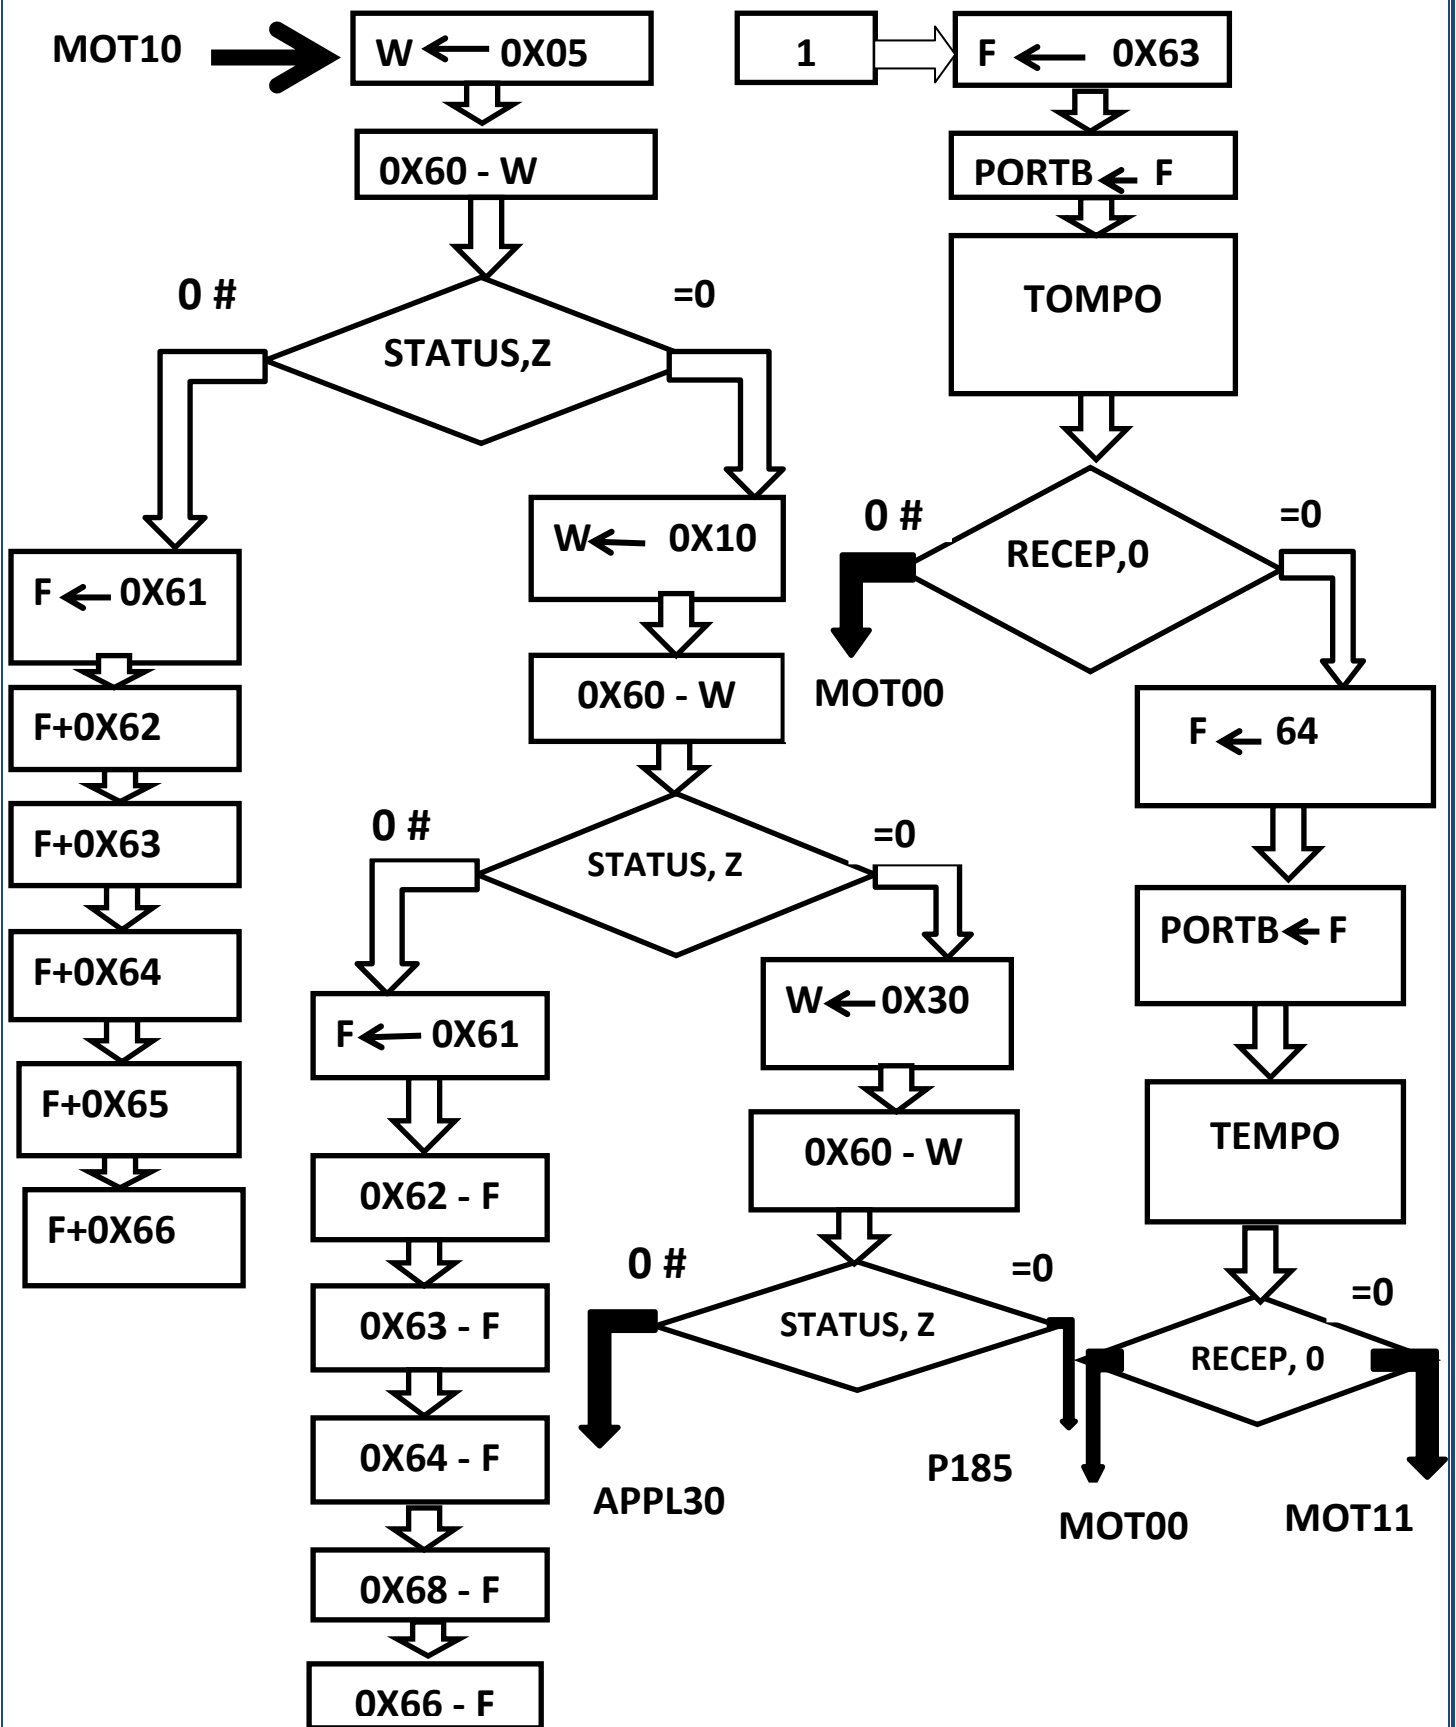 MOT10
W ← 0X05
0X60 - W
0 #
=0
STATUS,Z
F ← 0X61
F+0X62
F+0X63
F+0X64
F+0X65
F+0X66
W ← 0X10
0X60 - W
0 #
=0
STATUS, Z
F ← 0X61
0X62 - F
0X63 - F
0X64 - F
0X68 - F
0X66 - F
W ← 0X30
0X60 - W
0 #
=0
STATUS, Z
APPL30
P185
1
F ← 0X63
PORTB ← F
TOMPO
0 #
=0
RECEP,0
MOT00
F ← 64
PORTB ← F
TEMPO
=0
RECEP, 0
MOT00
MOT11